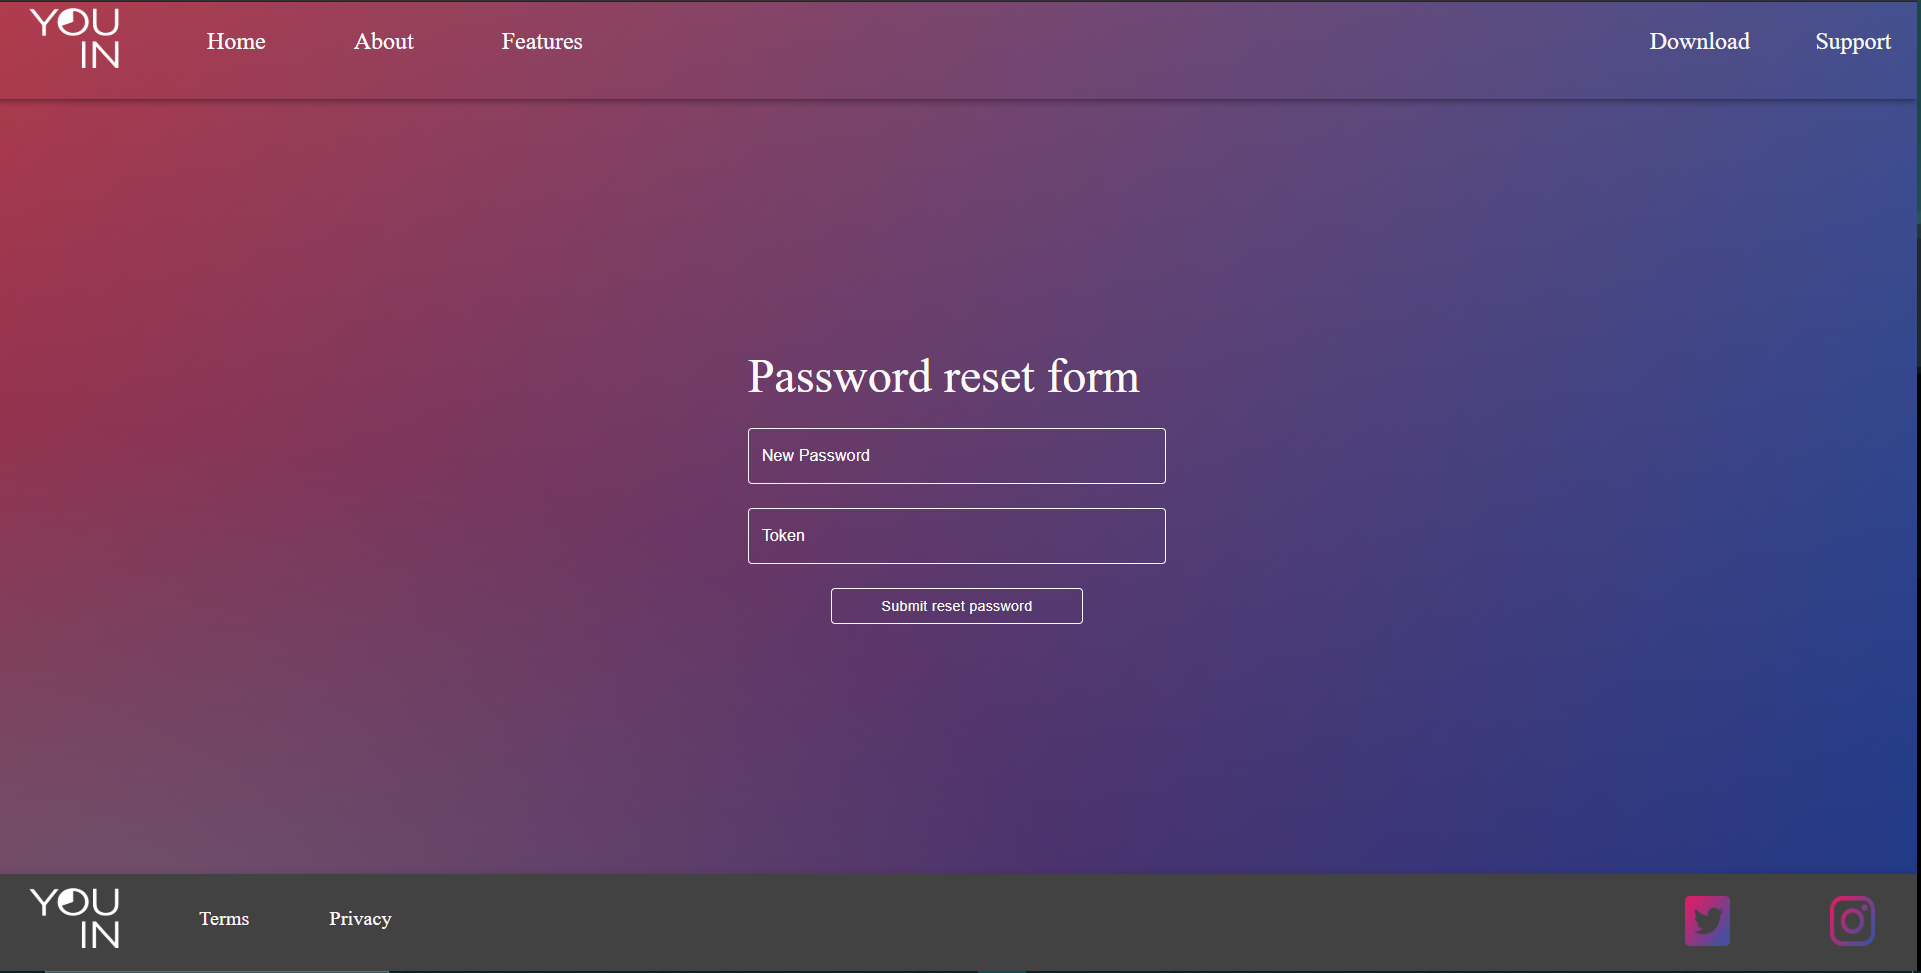 YOU
IN
Home
About
Features
Download
Support
Password reset form
New Password
Token
Submit reset password
YOU
IN
Terms
Privacy